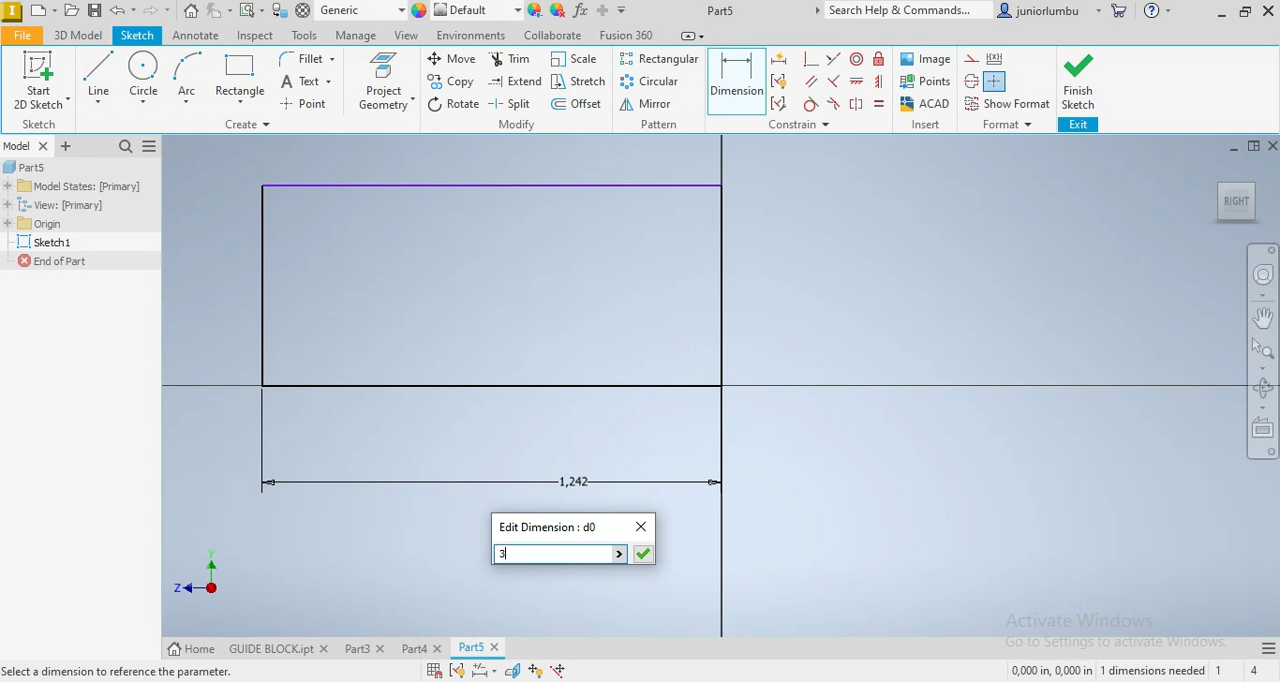 Generic
Default
fx
Part5
Search Help & Commands...
juniorlumbu
File
3D Model
Sketch
Annotate
Inspect
Tools
Manage
View
Environments
Collaborate
Fusion 360
Start
2D Sketch
Line
Circle
Arc
Rectangle
Fillet
Text
Point
Project
Geometry
Move
Copy
Rotate
Trim
Extend
Split
Scale
Stretch
Offset
Rectangular
Circular
Mirror
Dimension
Image
Points
ACAD
Show Format
Finish
Sketch
Sketch
Create
Modify
Pattern
Constrain
Insert
Format
Exit
Model
Part5
Model States: [Primary]
View: [Primary]
Origin
Sketch1
End of Part
RIGHT
1,242
Edit Dimension : d0
3
Y
Z
Activate Windows
Go to Settings to activate Windows.
Home
GUIDE BLOCK.ipt
Part3
Part4
Part5
Select a dimension to reference the parameter.
0,000 in, 0,000 in
1 dimensions needed
1
4